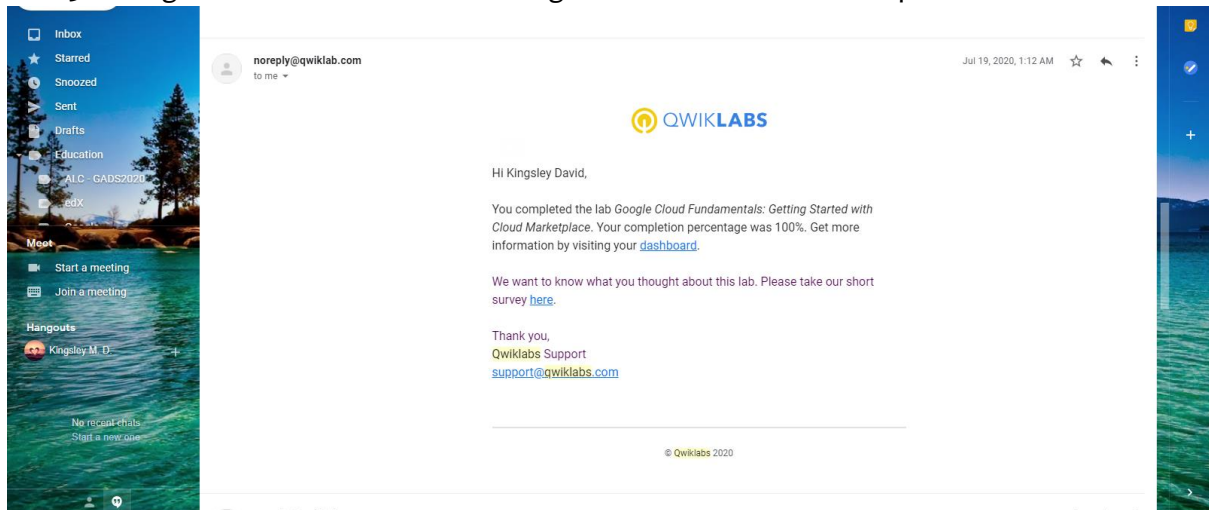 Inbox
Starred
Snoozed
Sent
Drafts
Education
ALC - GADS2020
edX
Meet
Start a meeting
Join a meeting
Hangouts
Kingsley M. D.
No recent chats
Start a new one
noreply@qwiklab.com
to me
Jul 19, 2020, 1:12 AM
QWIKLABS
Hi Kingsley David,
You completed the lab Google Cloud Fundamentals: Getting Started with
Cloud Marketplace. Your completion percentage was 100%. Get more
information by visiting your dashboard.
We want to know what you thought about this lab. Please take our short
survey here.
Thank you,
Qwiklabs Support
support@qwiklabs.com
© Qwiklabs 2020